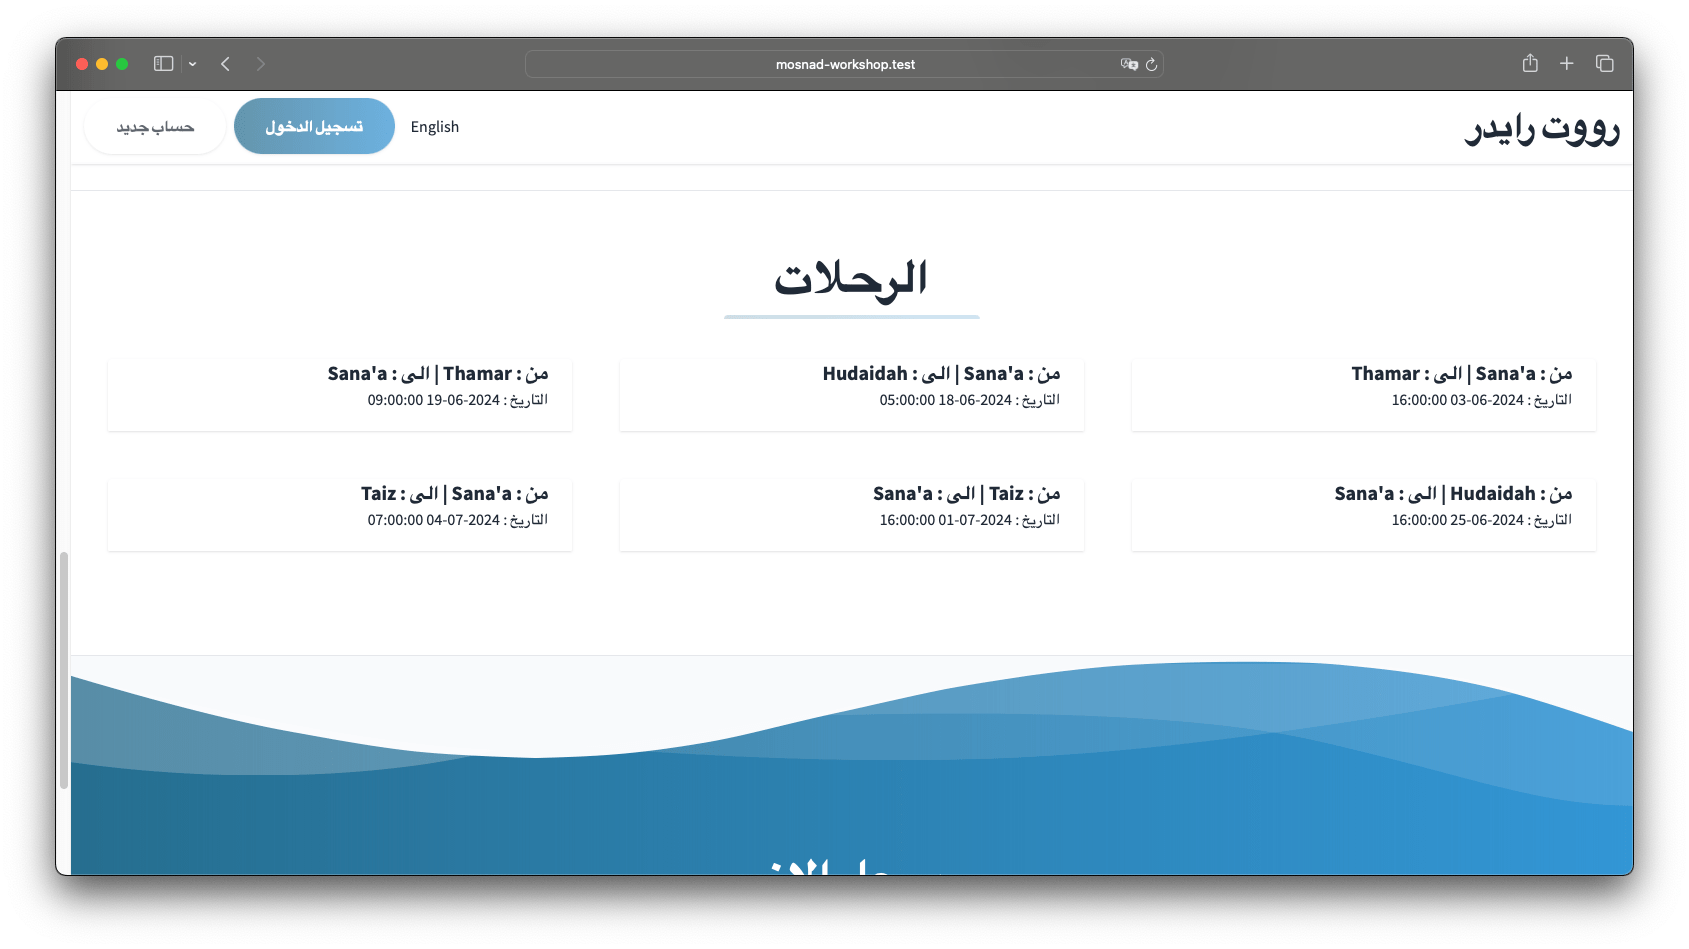 mosnad-workshop.test
رووت رايدر
English
تسجيل الدخول
حساب جديد
الرحلات
من : Sana'a | الى : Thamar
التاريخ : 2024-06-03 16:00:00
من : Sana'a | الى : Hudaidah
التاريخ : 2024-06-18 05:00:00
من : Thamar | الى : Sana'a
التاريخ : 2024-06-19 09:00:00
من : Hudaidah | الى : Sana'a
التاريخ : 2024-06-25 16:00:00
من : Taiz | الى : Sana'a
التاريخ : 2024-07-01 16:00:00
من : Sana'a | الى : Taiz
التاريخ : 2024-07-04 07:00:00